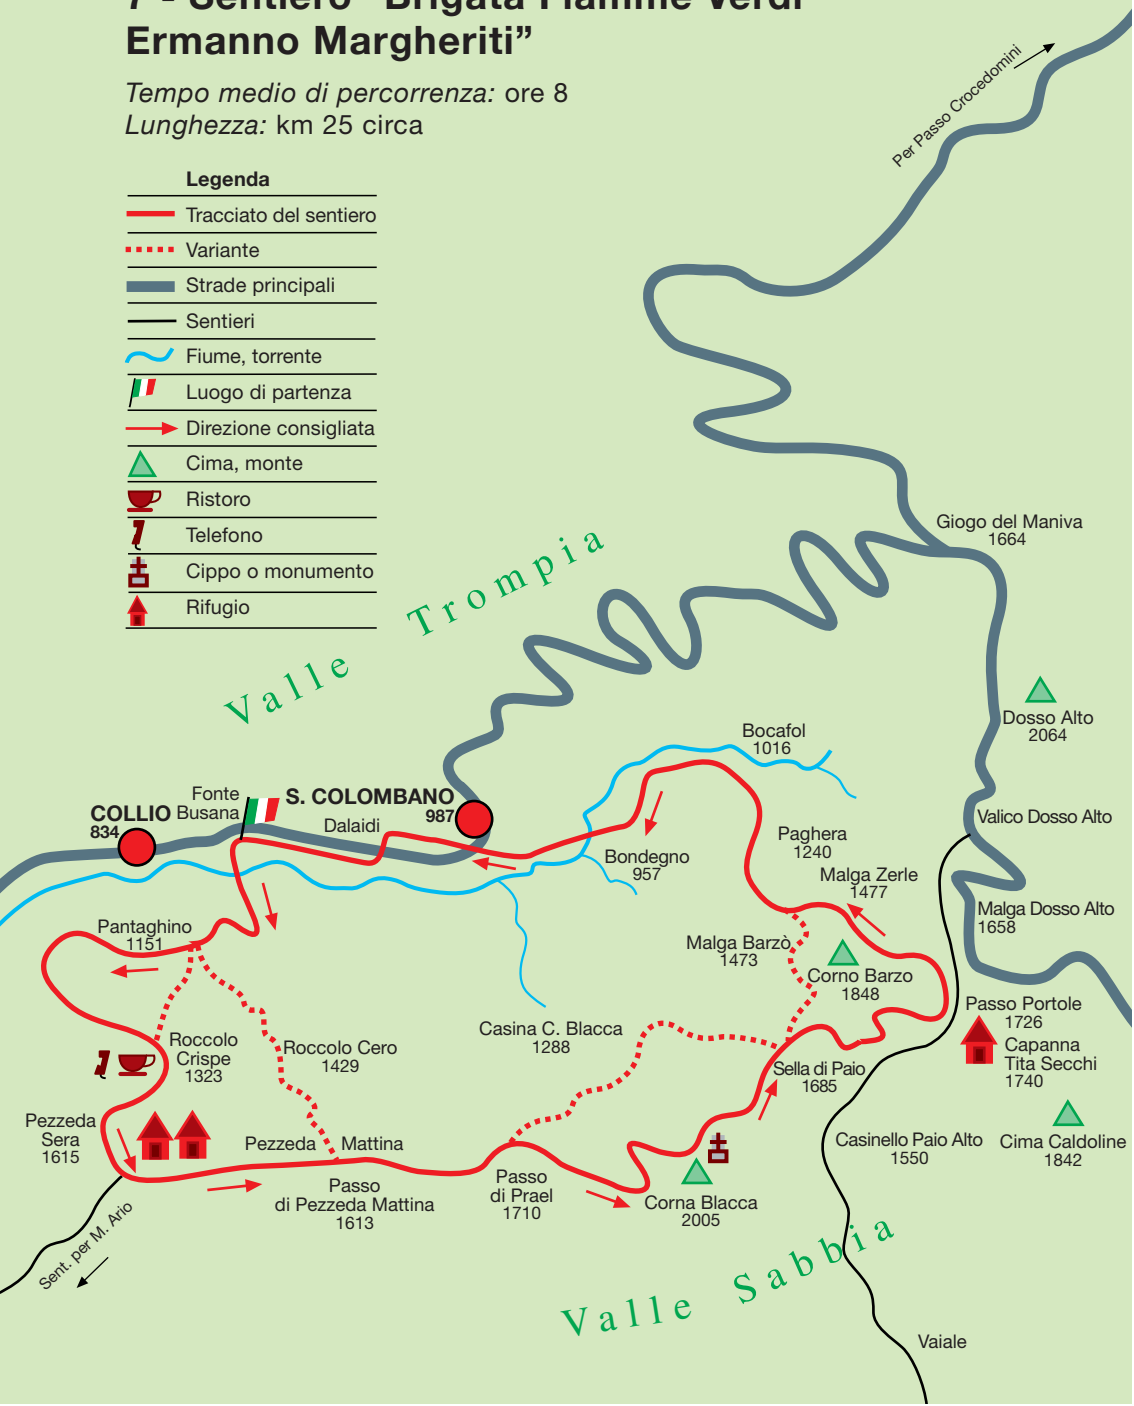 7 - Sentiero “Brigata Fiamme Verdi
Ermanno Margheriti”
Tempo medio di percorrenza: ore 8
Lunghezza: km 25 circa
Legenda
Tracciato del sentiero
Variante
Strade principali
Sentieri
Fiume, torrente
Luogo di partenza
Direzione consigliata
Cima, monte
Ristoro
Telefono
Cippo o monumento
Rifugio
Per Passo Crocedomini
Giogo del Maniva
1664
Valle Trompia
Dosso Alto
2064
Bocafol
1016
Fonte
Busana
S. COLOMBANO
987
COLLIO
834
Dalaidi
Valico Dosso Alto
Paghera
1240
Bondegno
957
Malga Zerle
1477
Malga Dosso Alto
1658
Pantaghino
1151
Malga Barzò
1473
Corno Barzo
1848
Passo Portole
1726
Capanna
Tita Secchi
1740
Casina C. Blacca
1288
Roccolo
Crispe
1323
Roccolo Cero
1429
Sella di Paio
1685
Pezzeda
Sera
1615
Pezzeda Mattina
Casinello Paio Alto
1550
Cima Caldoline
1842
Passo
di Pezzeda Mattina
1613
Passo
di Prael
1710
Corna Blacca
2005
Sent. per M. Ario
Valle Sabbia
Vaiale